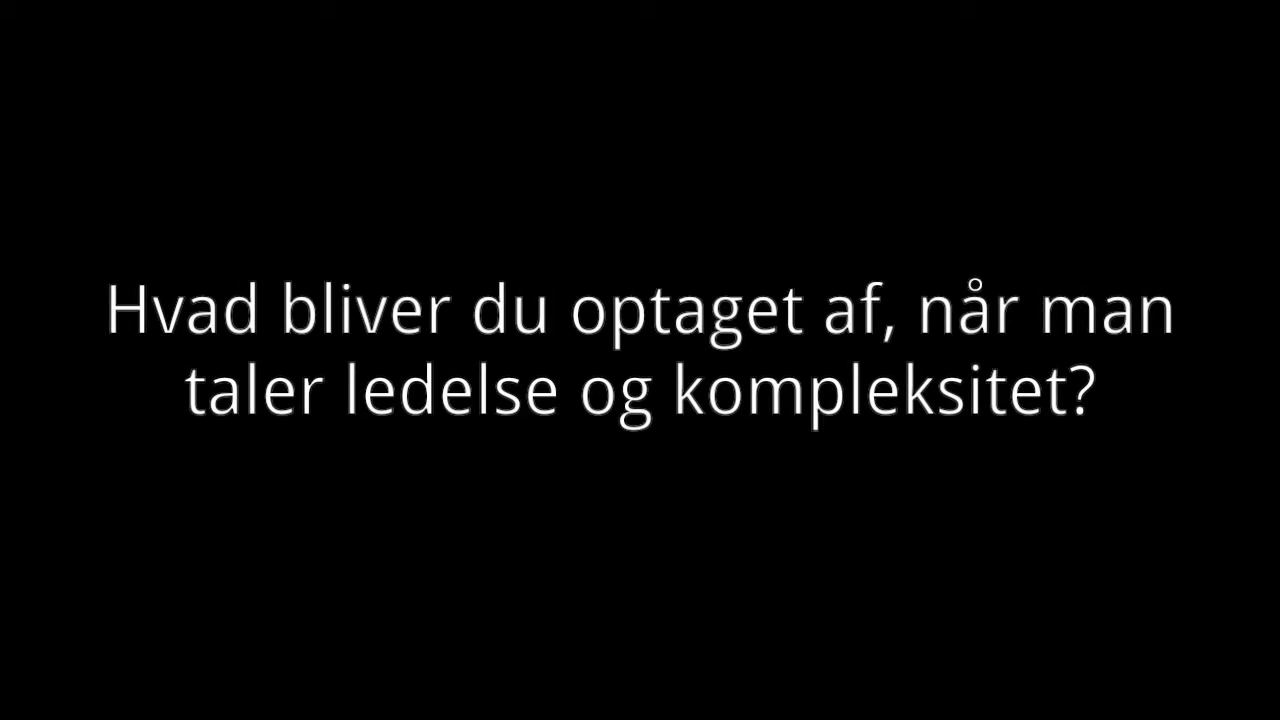 Hvad bliver du optaget af, når man
taler ledelse og kompleksitet?